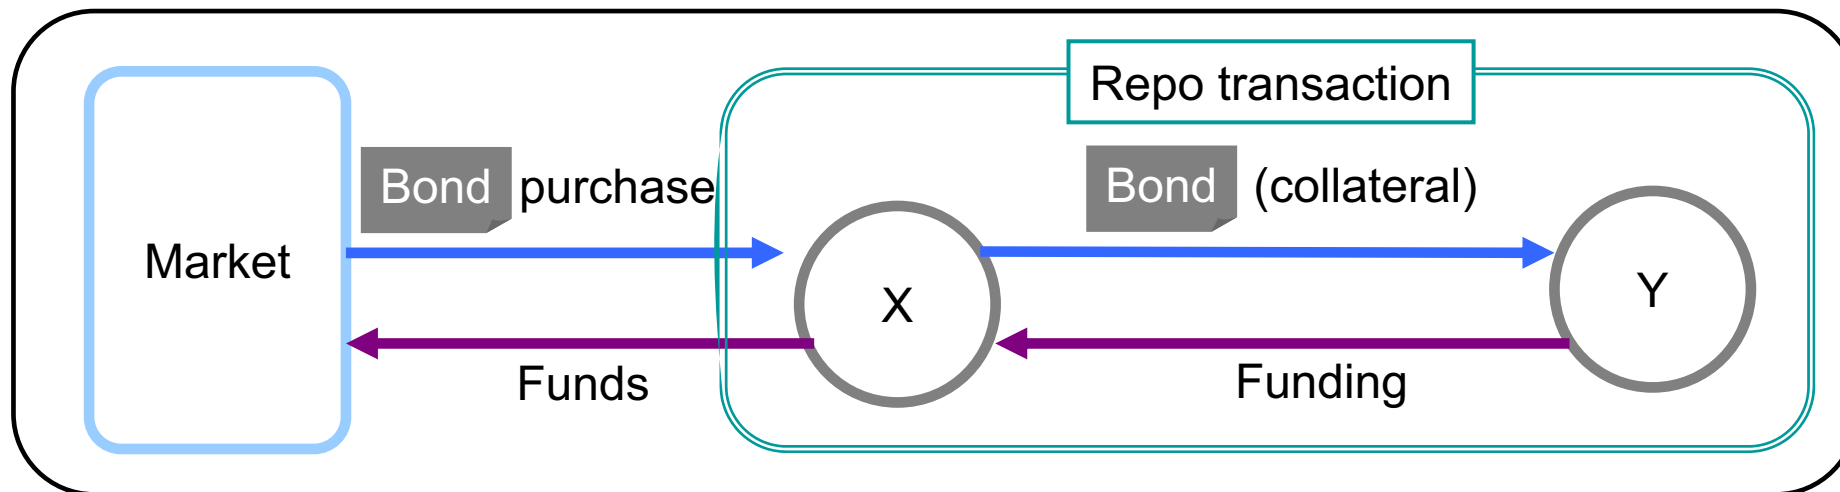 Repo transaction
Bond purchase
Bond (collateral)
Market
X
Y
Funds
Funding